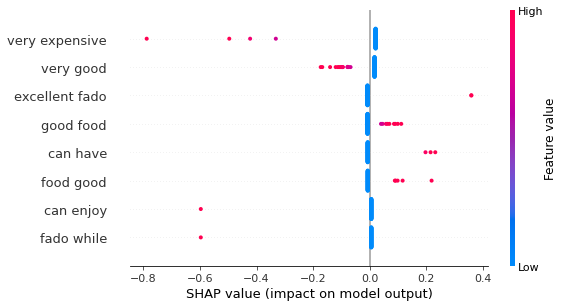 High
very expensive
very good
excellent fado
good food
can have
food good
can enjoy
fado while
Feature value
Low
−0.8 −0.6 −0.4 −0.2 0.0 0.2 0.4
SHAP value (impact on model output)